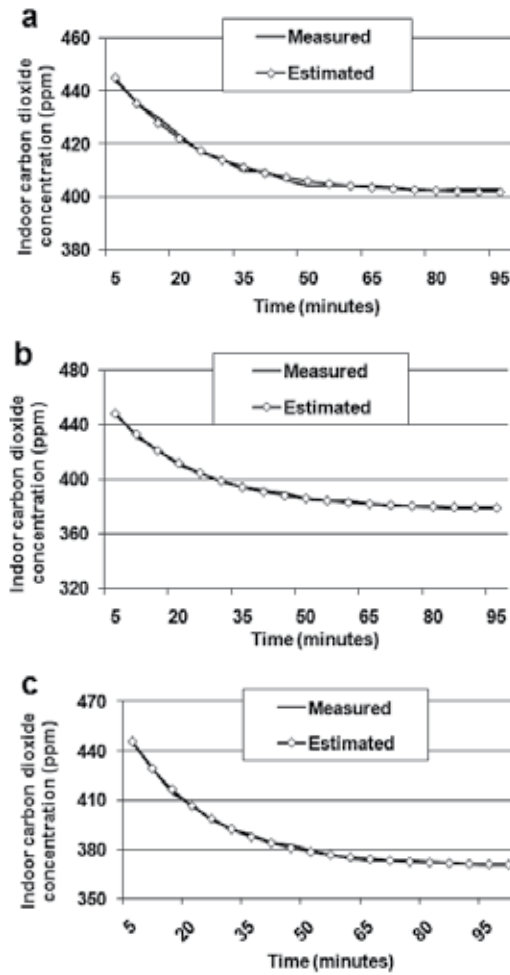 a
460
440
420
400
380
Indoor carbon dioxide
concentration (ppm)
Measured
Estimated
5 20 35 50 65 80 95
Time (minutes)
b
480
440
400
360
320
Indoor carbon dioxide
concentration (ppm)
Measured
Estimated
5 20 35 50 65 80 95
Time (minutes)
c
470
440
410
380
350
Indoor carbon dioxide
concentration (ppm)
Measured
Estimated
5 20 35 50 65 80 95
Time (minutes)